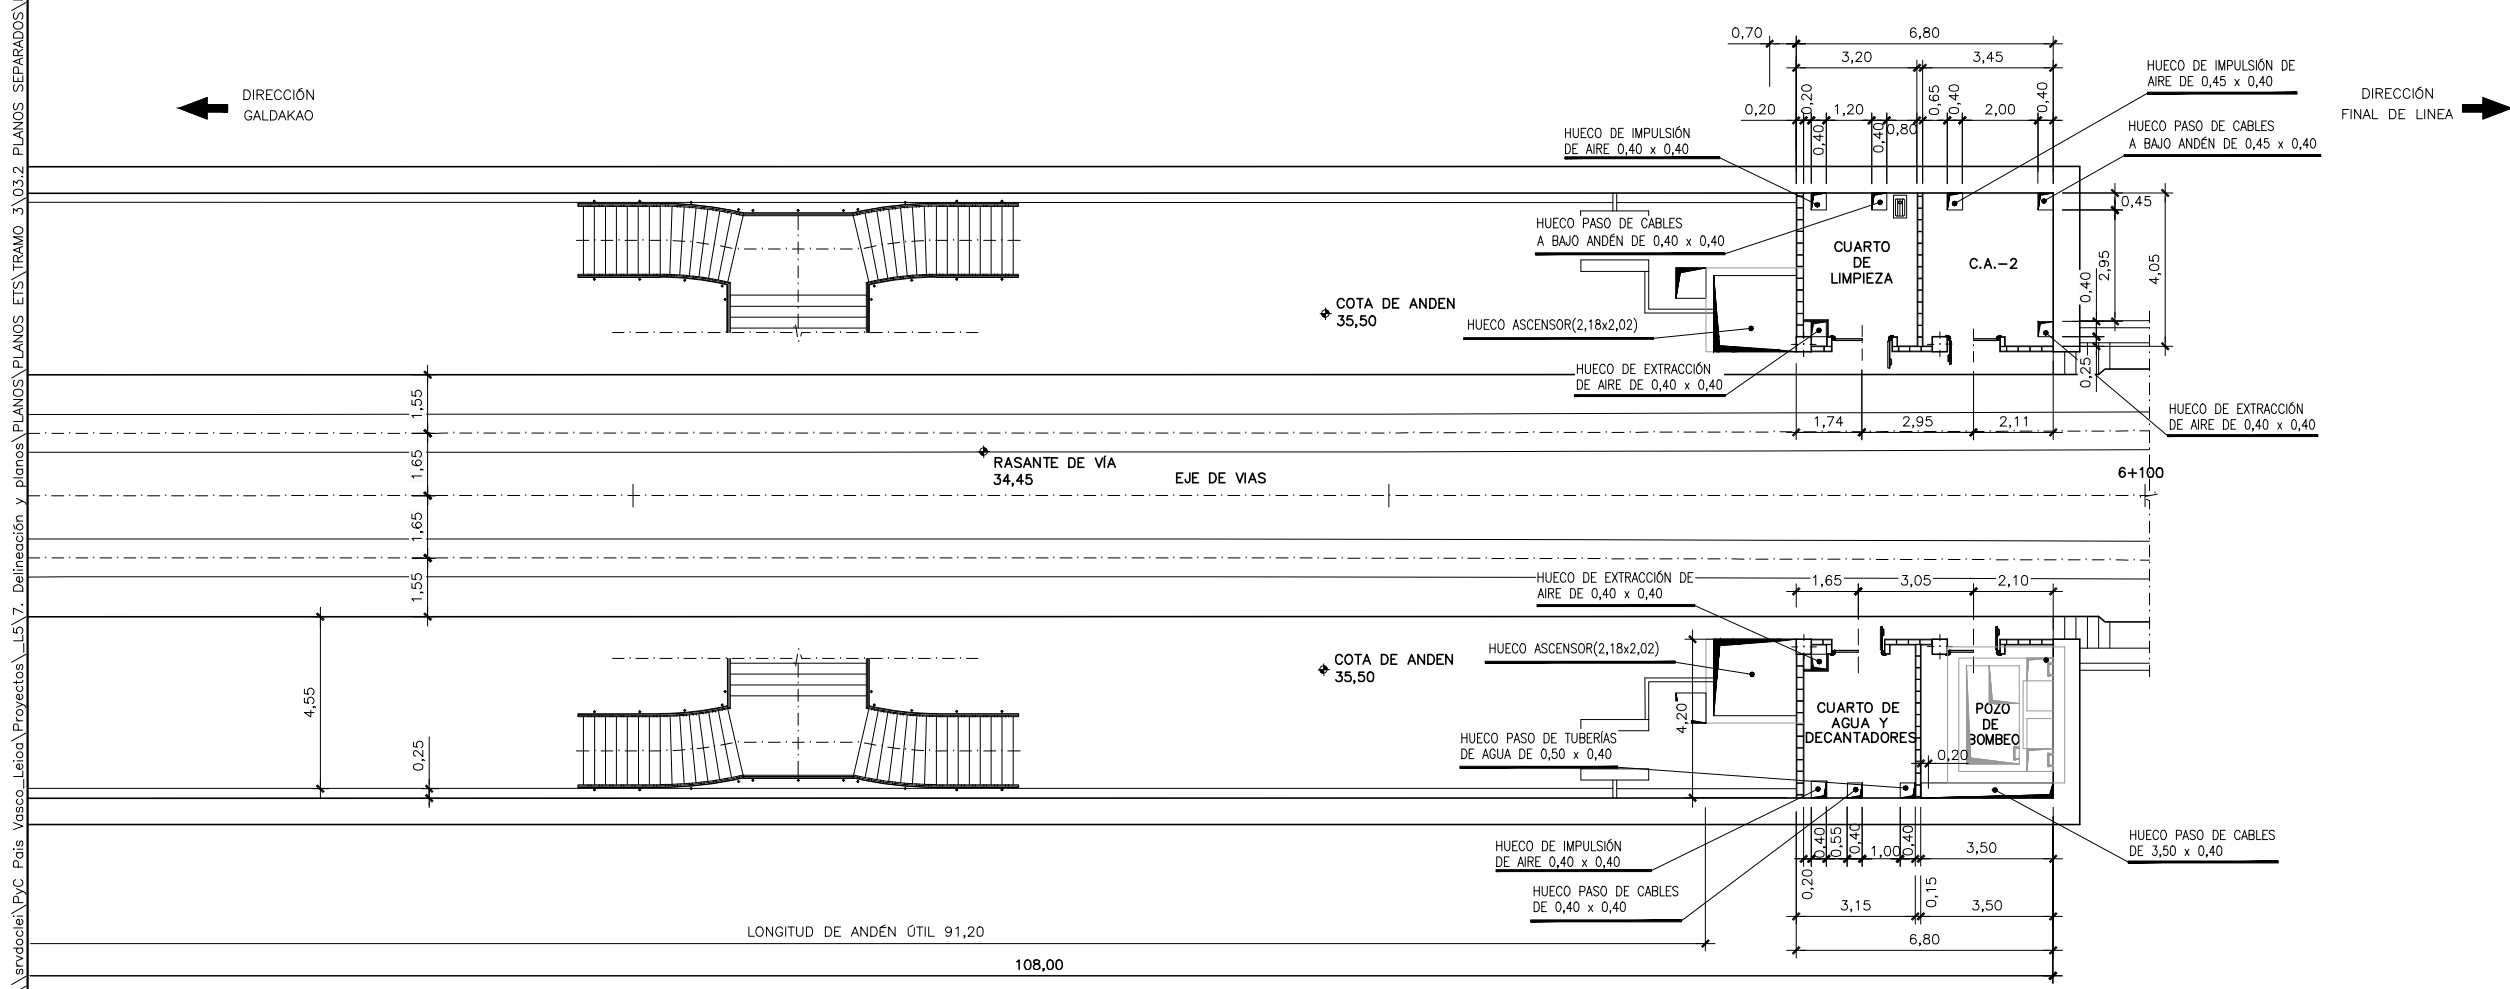 \srvdoclei\PyC Pais Vasco_Leioa\Proyectos\_L5\7. Delineación y planos\PLANOS\PLANOS ETS\TRAMO 3\03.2 PLANOS SEPARADOS\
DIRECCIÓN
GALDAKAO
DIRECCIÓN
FINAL DE LINEA
0,70
6,80
3,20
3,45
0,20
0,20
0,40
1,20
0,40
0,80
0,65
0,40
2,00
0,40
HUECO DE IMPULSIÓN DE
AIRE DE 0,45 x 0,40
HUECO PASO DE CABLES
A BAJO ANDÉN DE 0,45 x 0,40
HUECO DE IMPULSIÓN
DE AIRE 0,40 x 0,40
HUECO PASO DE CABLES
A BAJO ANDÉN DE 0,40 x 0,40
CUARTO
DE
LIMPIEZA
C.A.-2
0,45
2,95
4,05
0,40
0,25
COTA DE ANDEN
35,50
HUECO ASCENSOR(2,18x2,02)
HUECO DE EXTRACCIÓN
DE AIRE DE 0,40 x 0,40
HUECO DE EXTRACCIÓN
DE AIRE DE 0,40 x 0,40
1,74
2,95
2,11
1,55
1,65
1,65
1,55
RASANTE DE VÍA
34,45
EJE DE VIAS
6+100
HUECO DE EXTRACCIÓN DE
AIRE DE 0,40 x 0,40
1,65
3,05
2,10
HUECO ASCENSOR(2,18x2,02)
COTA DE ANDEN
35,50
4,55
0,25
4,20
CUARTO DE
AGUA Y
DECANTADORES
POZO
DE
BOMBEO
0,20
HUECO PASO DE TUBERÍAS
DE AGUA DE 0,50 x 0,40
HUECO DE IMPULSIÓN
DE AIRE 0,40 x 0,40
HUECO PASO DE CABLES
DE 0,40 x 0,40
HUECO PASO DE CABLES
DE 3,50 x 0,40
0,20
0,40
0,55
0,40
1,00
0,40
3,50
0,15
3,15
3,50
6,80
LONGITUD DE ANDÉN ÚTIL 91,20
108,00